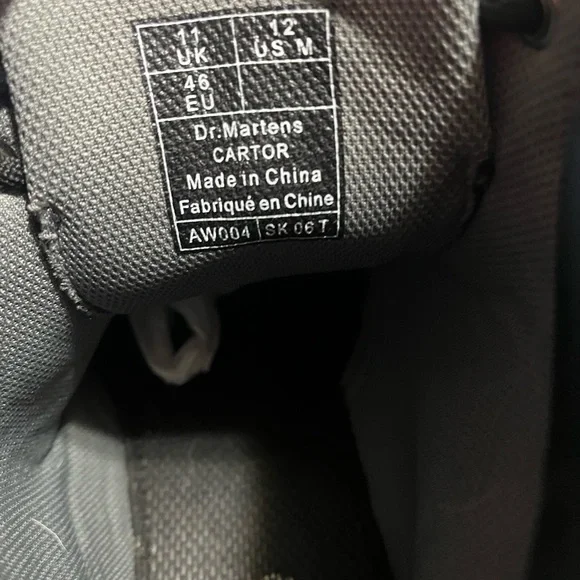 11 UK 12 US M
46 EU
Dr.Martens
CARTOR
Made in China
Fabriqué en Chine
AW004 SK 06 T